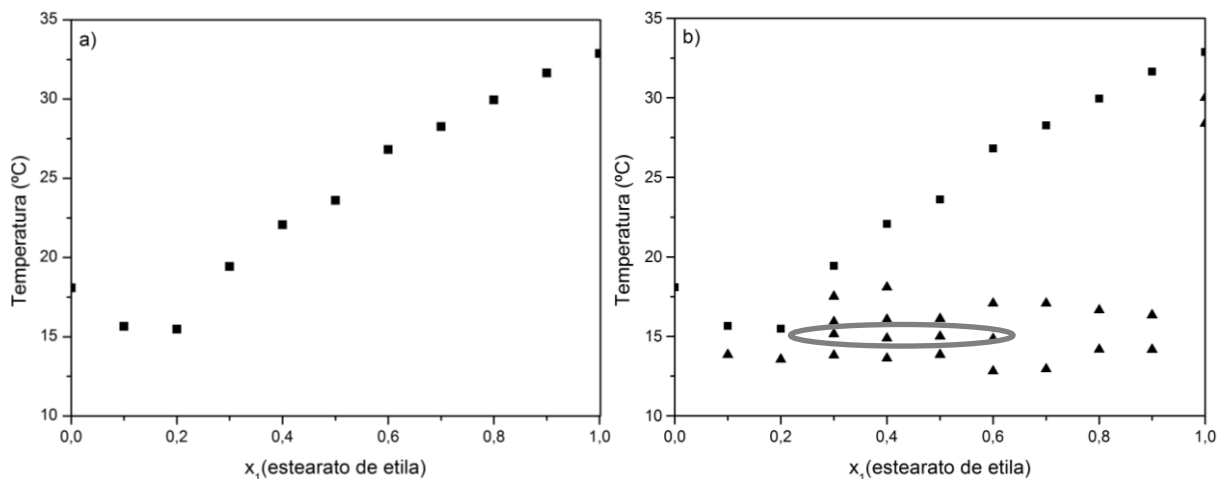 a)
35
30
25
20
15
10
Temperatura (ºC)
0,0 0,2 0,4 0,6 0,8 1,0
x₁(estearato de etila)
b)
35
30
25
20
15
10
Temperatura (ºC)
0,0 0,2 0,4 0,6 0,8 1,0
x₁(estearato de etila)